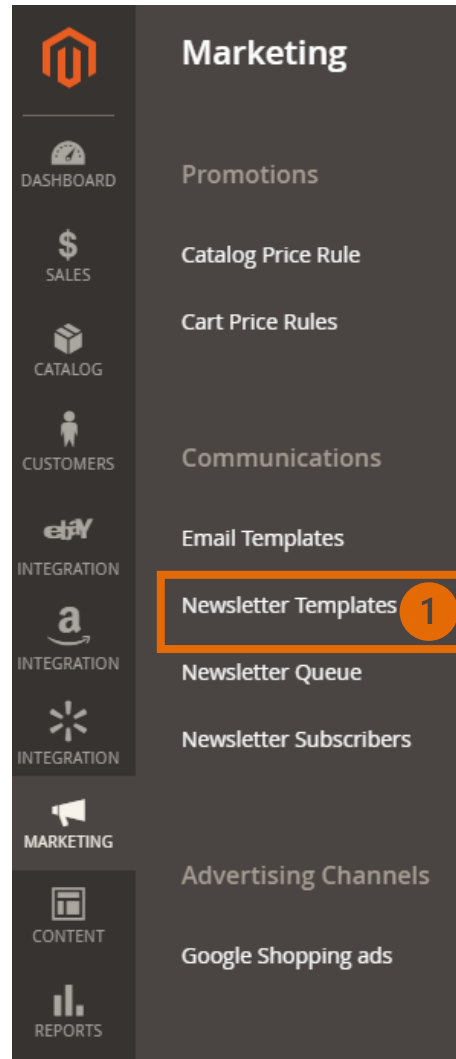 DASHBOARD
SALES
CATALOG
CUSTOMERS
ebaY
INTEGRATION
a
INTEGRATION
INTEGRATION
MARKETING
CONTENT
REPORTS
Marketing
Promotions
Catalog Price Rule
Cart Price Rules
Communications
Email Templates
Newsletter Templates 1
Newsletter Queue
Newsletter Subscribers
Advertising Channels
Google Shopping ads